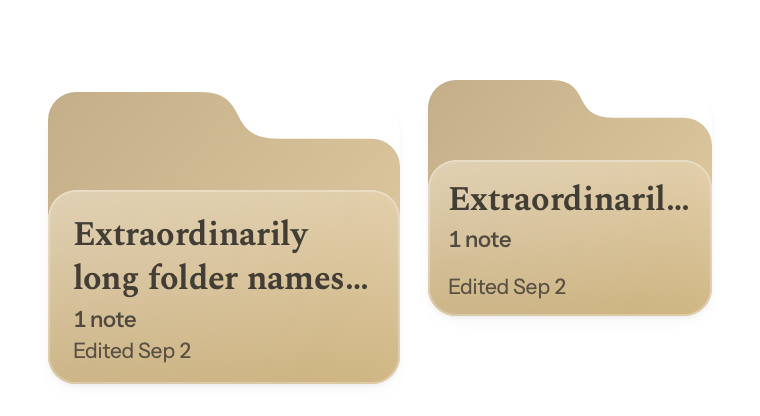 Extraordinarily
long folder names...
1 note
Edited Sep 2
Extraordinaril...
1 note
Edited Sep 2